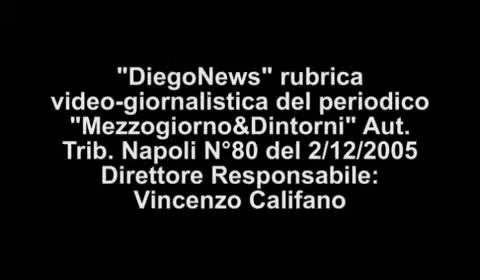 "DiegoNews" rubrica
video-giornalistica del periodico
"Mezzogiorno&Dintorni" Aut.
Trib. Napoli N°80 del 2/12/2005
Direttore Responsabile:
Vincenzo Califano